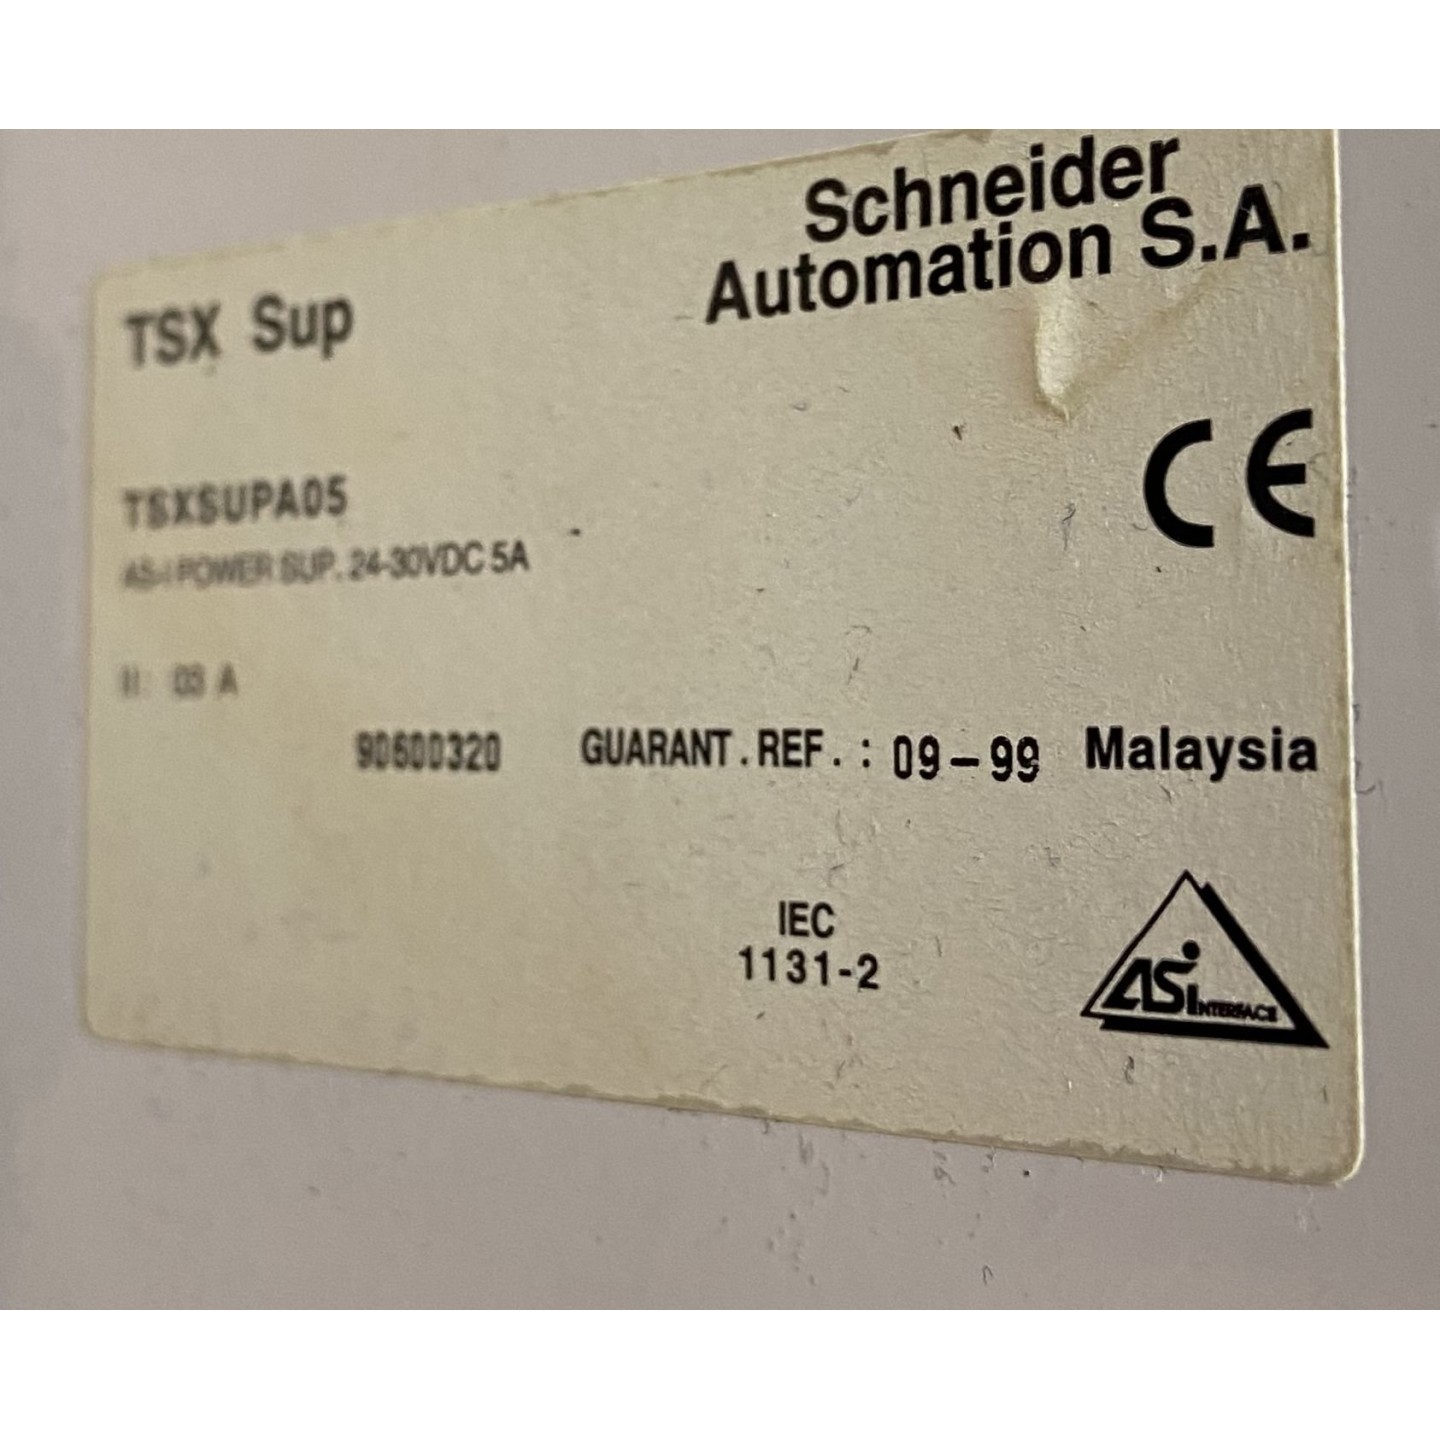 Schneider
Automation S.A.
TSX Sup
TSXSUPA05
AS-i POWER SUP. 24-30VDC 5A
CE
II 03 A
90600320 GUARANT.REF.: 09-99 Malaysia
IEC
1131-2
ASi
INTERFACE